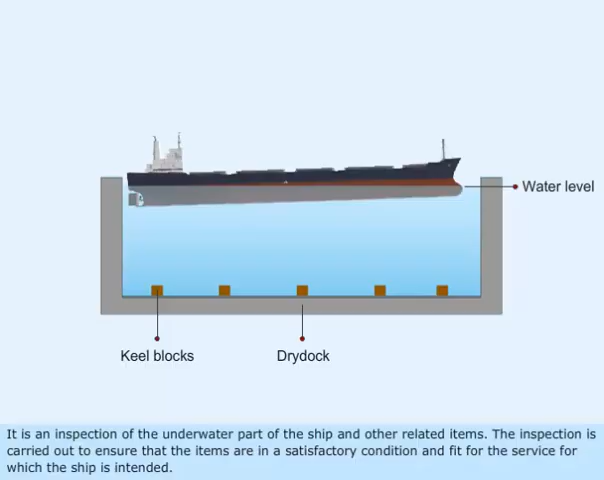 Water level
Keel blocks
Drydock
It is an inspection of the underwater part of the ship and other related items. The inspection is
carried out to ensure that the items are in a satisfactory condition and fit for the service for
which the ship is intended.